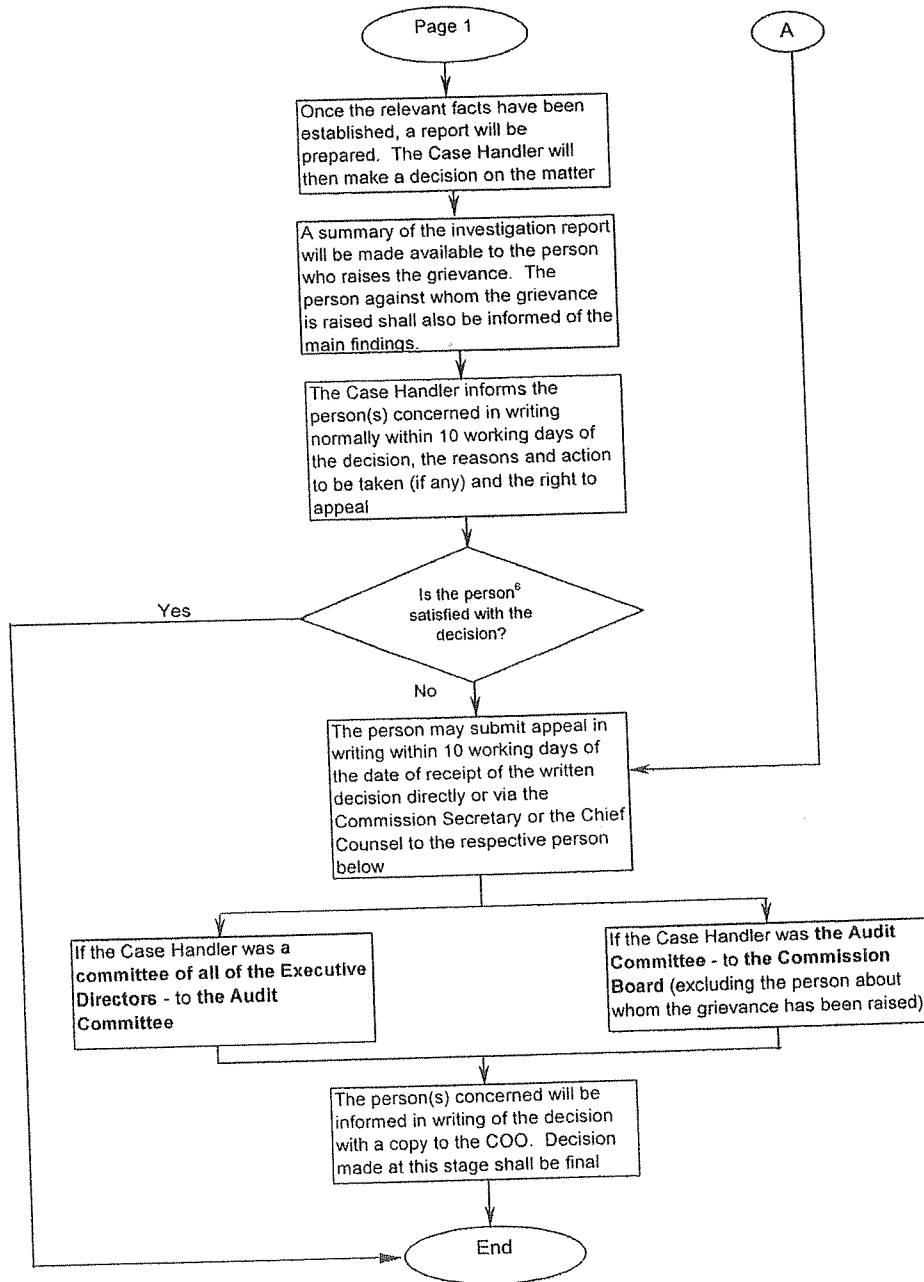 Page 1
A
Once the relevant facts have been
established, a report will be
prepared. The Case Handler will
then make a decision on the matter
A summary of the investigation report
will be made available to the person
who raises the grievance. The
person against whom the grievance
is raised shall also be informed of the
main findings.
The Case Handler informs the
person(s) concerned in writing
normally within 10 working days of
the decision, the reasons and action
to be taken (if any) and the right to
appeal
Is the person⁶
satisfied with the
decision?
Yes
No
The person may submit appeal in
writing within 10 working days of
the date of receipt of the written
decision directly or via the
Commission Secretary or the Chief
Counsel to the respective person
below
If the Case Handler was a
committee of all of the Executive
Directors - to the Audit
Committee
If the Case Handler was the Audit
Committee - to the Commission
Board (excluding the person about
whom the grievance has been raised)
The person(s) concerned will be
informed in writing of the decision
with a copy to the COO. Decision
made at this stage shall be final
End